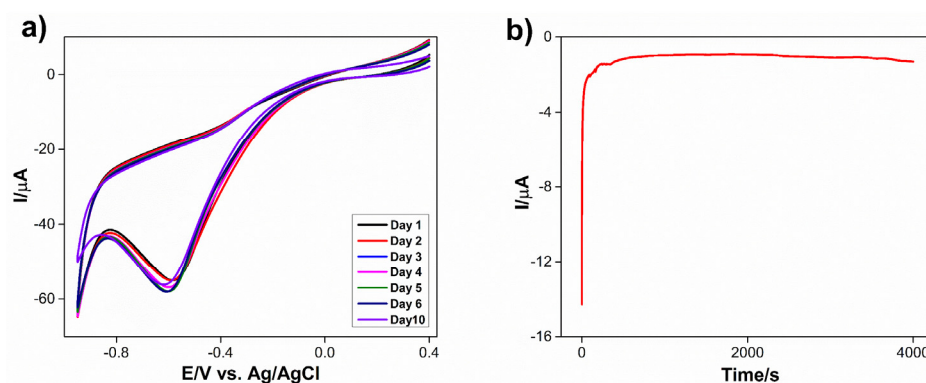 a)
I/µA
0
-20
-40
-60
-0.8
-0.4
0.0
0.4
E/V vs. Ag/AgCl
Day 1
Day 2
Day 3
Day 4
Day 5
Day 6
Day10
b)
I/µA
0
-4
-8
-12
-16
0
2000
4000
Time/s